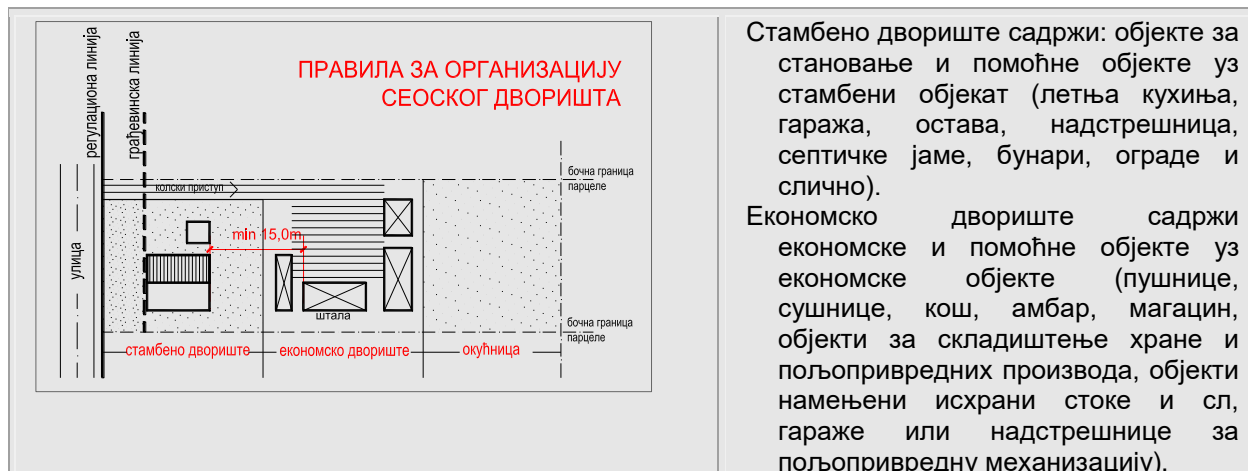 регулациона линија
грађевинска линија
ПРАВИЛА ЗА ОРГАНИЗАЦИЈУ
СЕОСКОГ ДВОРИШТА
бочна граница
парцеле
колски приступ
min 15,0m
улица
штала
бочна граница
парцеле
стамбено двориште
економско двориште
окућница
Стамбено двориште садржи: објекте за
становање и помоћне објекте уз
стамбени објекат (летња кухиња,
гаража, остава, надстрешница,
септичке јаме, бунари, ограде и
слично).
Економско двориште садржи
економске и помоћне објекте уз
економске објекте (пушнице,
сушнице, кош, амбар, магацин,
објекти за складиштење хране и
пољопривредних производа, објекти
намењени исхрани стоке и сл,
гараже или надстрешнице за
пољопривредну механизацију).